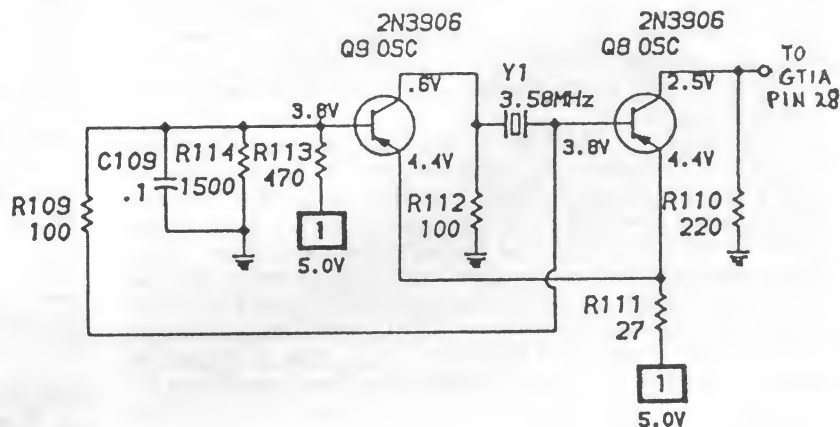 2N3906
Q9 OSC
2N3906
Q8 OSC
TO
GTIA
PIN 28
.6V
Y1
3.58MHz
2.5V
3.8V
3.8V
4.4V
4.4V
C109
.1
R114
1500
R113
470
R109
100
R112
100
R110
220
1
5.0V
R111
27
1
5.0V